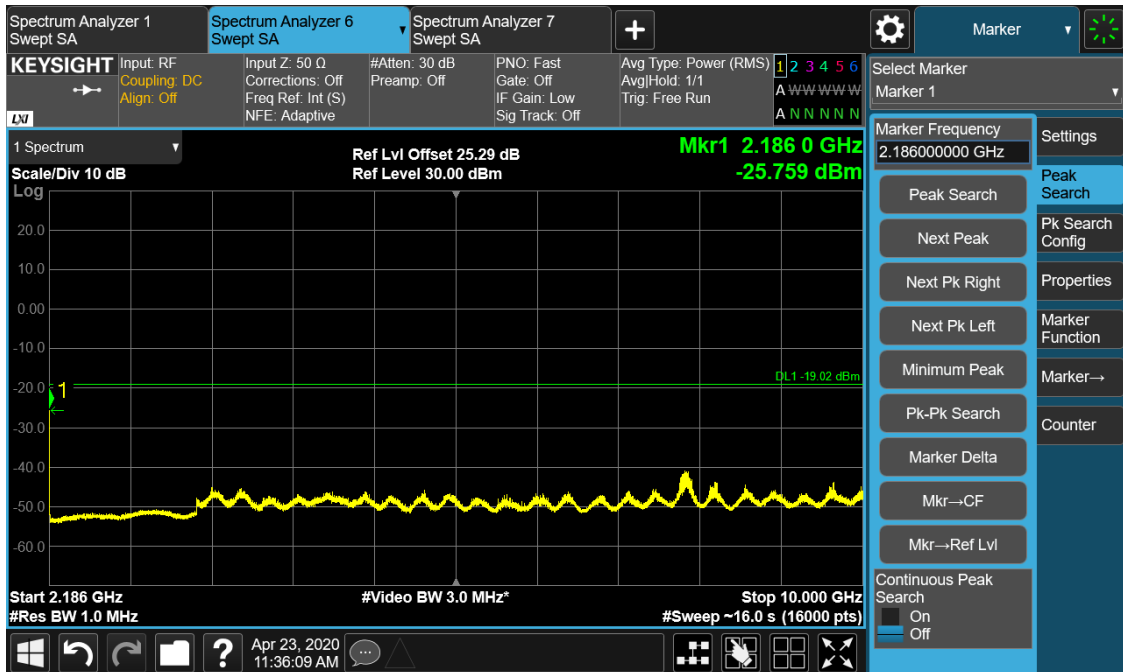 Spectrum Analyzer 1
Swept SA
Spectrum Analyzer 6
Swept SA
Spectrum Analyzer 7
Swept SA
Marker
KEYSIGHT
LXI
Input: RF
Coupling: DC
Align: Off
Input Z: 50 Ω
Corrections: Off
Freq Ref: Int (S)
NFE: Adaptive
#Atten: 30 dB
Preamp: Off
PNO: Fast
Gate: Off
IF Gain: Low
Sig Track: Off
Avg Type: Power (RMS)
Avg|Hold: 1/1
Trig: Free Run
1 2 3 4 5 6
A W W W W W
A N N N N N
Select Marker
Marker 1
1 Spectrum
Scale/Div 10 dB
Ref Lvl Offset 25.29 dB
Ref Level 30.00 dBm
Mkr1 2.186 0 GHz
-25.759 dBm
Log
20.0
10.0
0.00
-10.0
-20.0
-30.0
-40.0
-50.0
-60.0
1
DL1 -19.02 dBm
Start 2.186 GHz
#Res BW 1.0 MHz
#Video BW 3.0 MHz*
Stop 10.000 GHz
#Sweep ~16.0 s (16000 pts)
Marker Frequency
2.186000000 GHz
Peak Search
Next Peak
Next Pk Right
Next Pk Left
Minimum Peak
Pk-Pk Search
Marker Delta
Mkr→CF
Mkr→Ref Lvl
Continuous Peak
Search
On
Off
Settings
Peak
Search
Pk Search
Config
Properties
Marker
Function
Marker→
Counter
?
Apr 23, 2020
11:36:09 AM